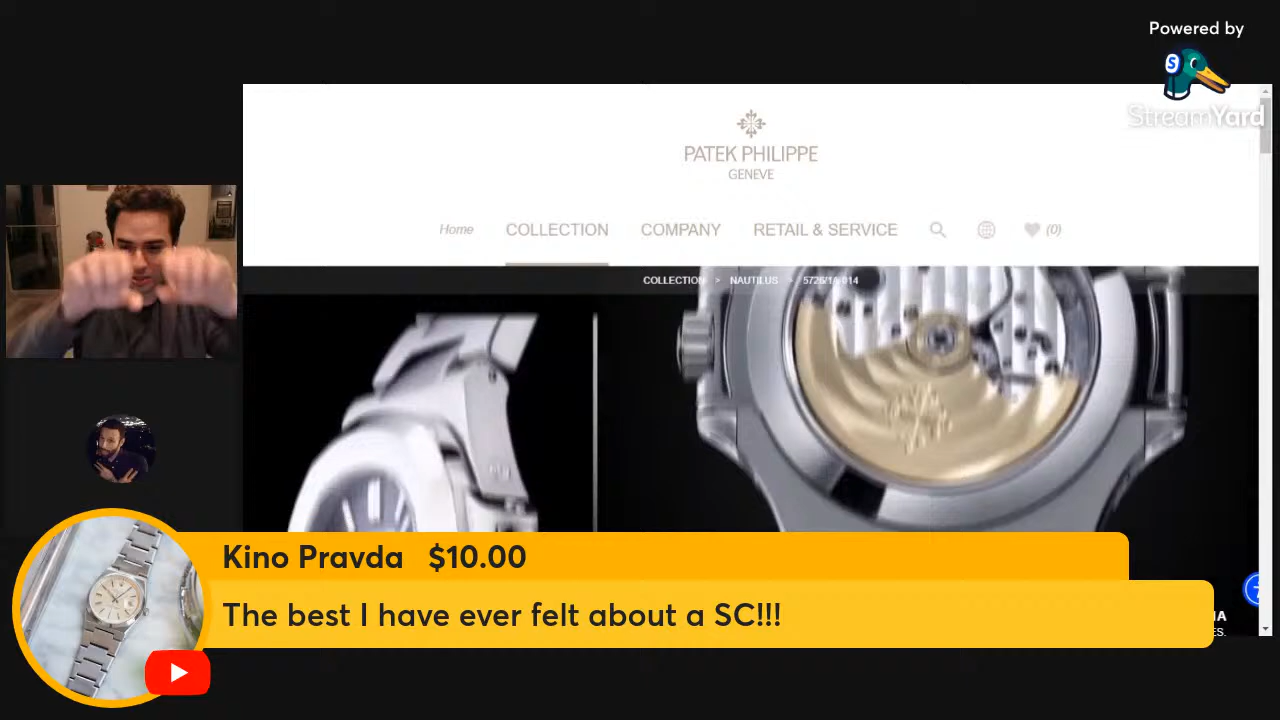 Powered by
StreamYard
PATEK PHILIPPE
GENEVE
Home COLLECTION COMPANY RETAIL & SERVICE (0)
COLLECTION > NAUTILUS >
Kino Pravda $10.00
The best I have ever felt about a SC!!!